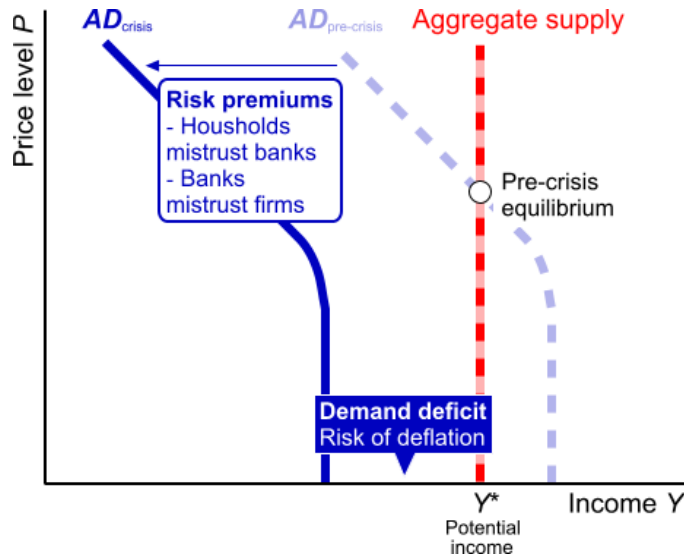 AD crisis
AD pre-crisis
Aggregate supply
Price level P
Risk premiums
- Housholds
mistrust banks
- Banks
mistrust firms
Pre-crisis
equilibrium
Demand deficit
Risk of deflation
Y*
Income Y
Potential
income